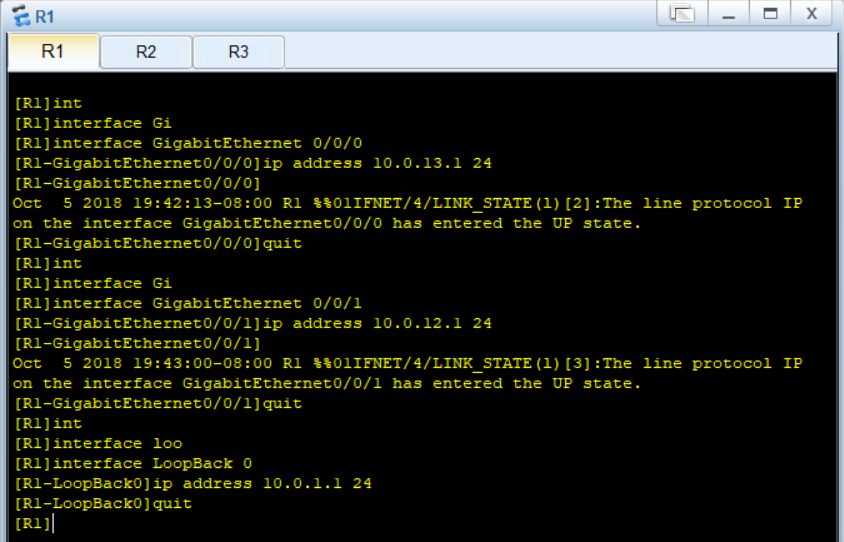 R1
R1 R2 R3
[R1]int
[R1]interface Gi
[R1]interface GigabitEthernet 0/0/0
[R1-GigabitEthernet0/0/0]ip address 10.0.13.1 24
[R1-GigabitEthernet0/0/0]
Oct  5 2018 19:42:13-08:00 R1 %%01IFNET/4/LINK_STATE(l)[2]:The line protocol IP
on the interface GigabitEthernet0/0/0 has entered the UP state.
[R1-GigabitEthernet0/0/0]quit
[R1]int
[R1]interface Gi
[R1]interface GigabitEthernet 0/0/1
[R1-GigabitEthernet0/0/1]ip address 10.0.12.1 24
[R1-GigabitEthernet0/0/1]
Oct  5 2018 19:43:00-08:00 R1 %%01IFNET/4/LINK_STATE(l)[3]:The line protocol IP
on the interface GigabitEthernet0/0/1 has entered the UP state.
[R1-GigabitEthernet0/0/1]quit
[R1]int
[R1]interface loo
[R1]interface LoopBack 0
[R1-LoopBack0]ip address 10.0.1.1 24
[R1-LoopBack0]quit
[R1]